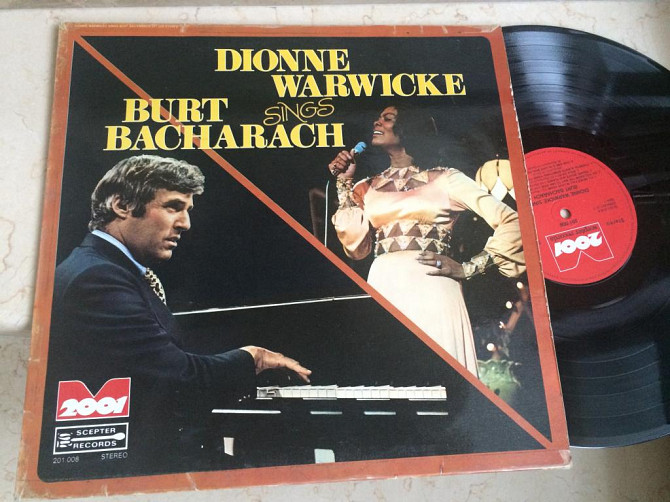 DIONNE
WARWICKE
SINGS
BURT
BACHARACH
2001
SCEPTER
RECORDS
201 008 STEREO
2001